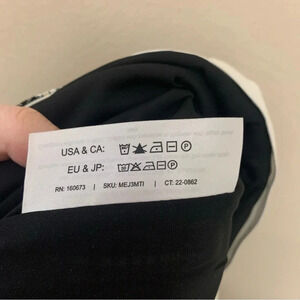 USA & CA:
EU & JP:
RN: 160673 | SKU: MEJ3MTI | CT: 22-0862